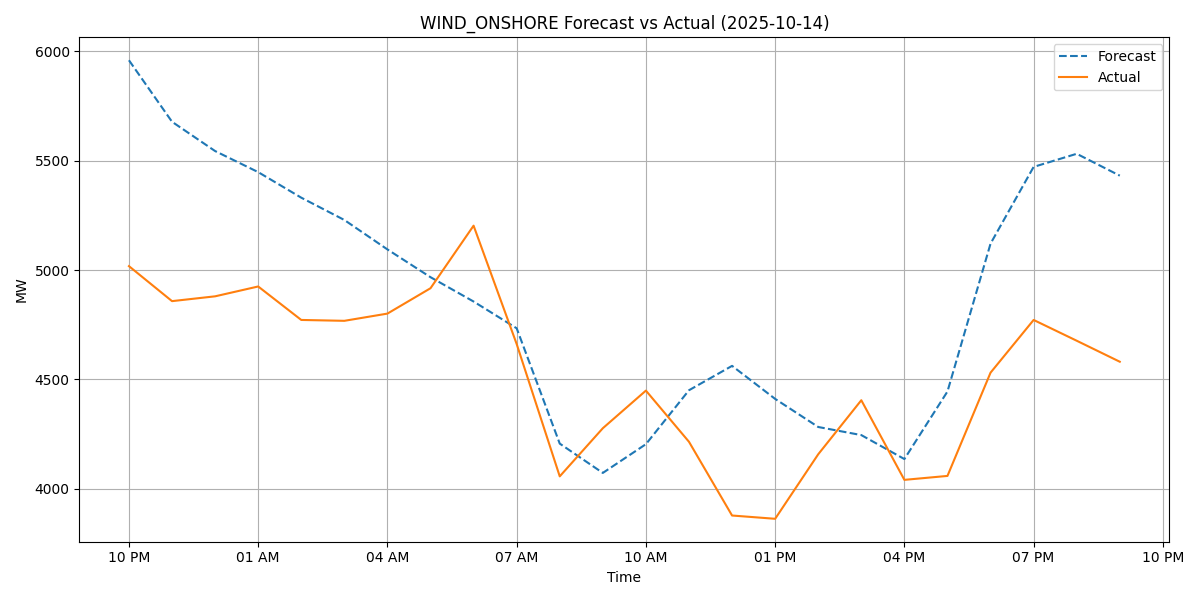 WIND_ONSHORE Forecast vs Actual (2025-10-14)
Forecast
Actual
6000
5500
5000
4500
4000
MW
10 PM 01 AM 04 AM 07 AM 10 AM 01 PM 04 PM 07 PM 10 PM
Time